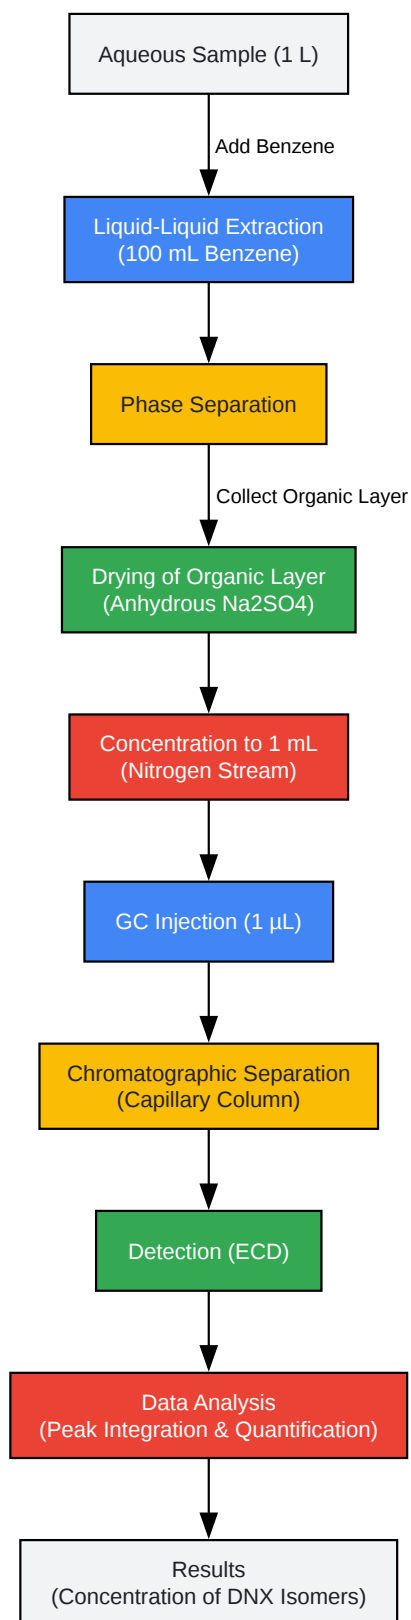 Aqueous Sample (1 L)
Add Benzene
Liquid-Liquid Extraction
(100 mL Benzene)
Phase Separation
Collect Organic Layer
Drying of Organic Layer
(Anhydrous Na2SO4)
Concentration to 1 mL
(Nitrogen Stream)
GC Injection (1 µL)
Chromatographic Separation
(Capillary Column)
Detection (ECD)
Data Analysis
(Peak Integration & Quantification)
Results
(Concentration of DNX Isomers)